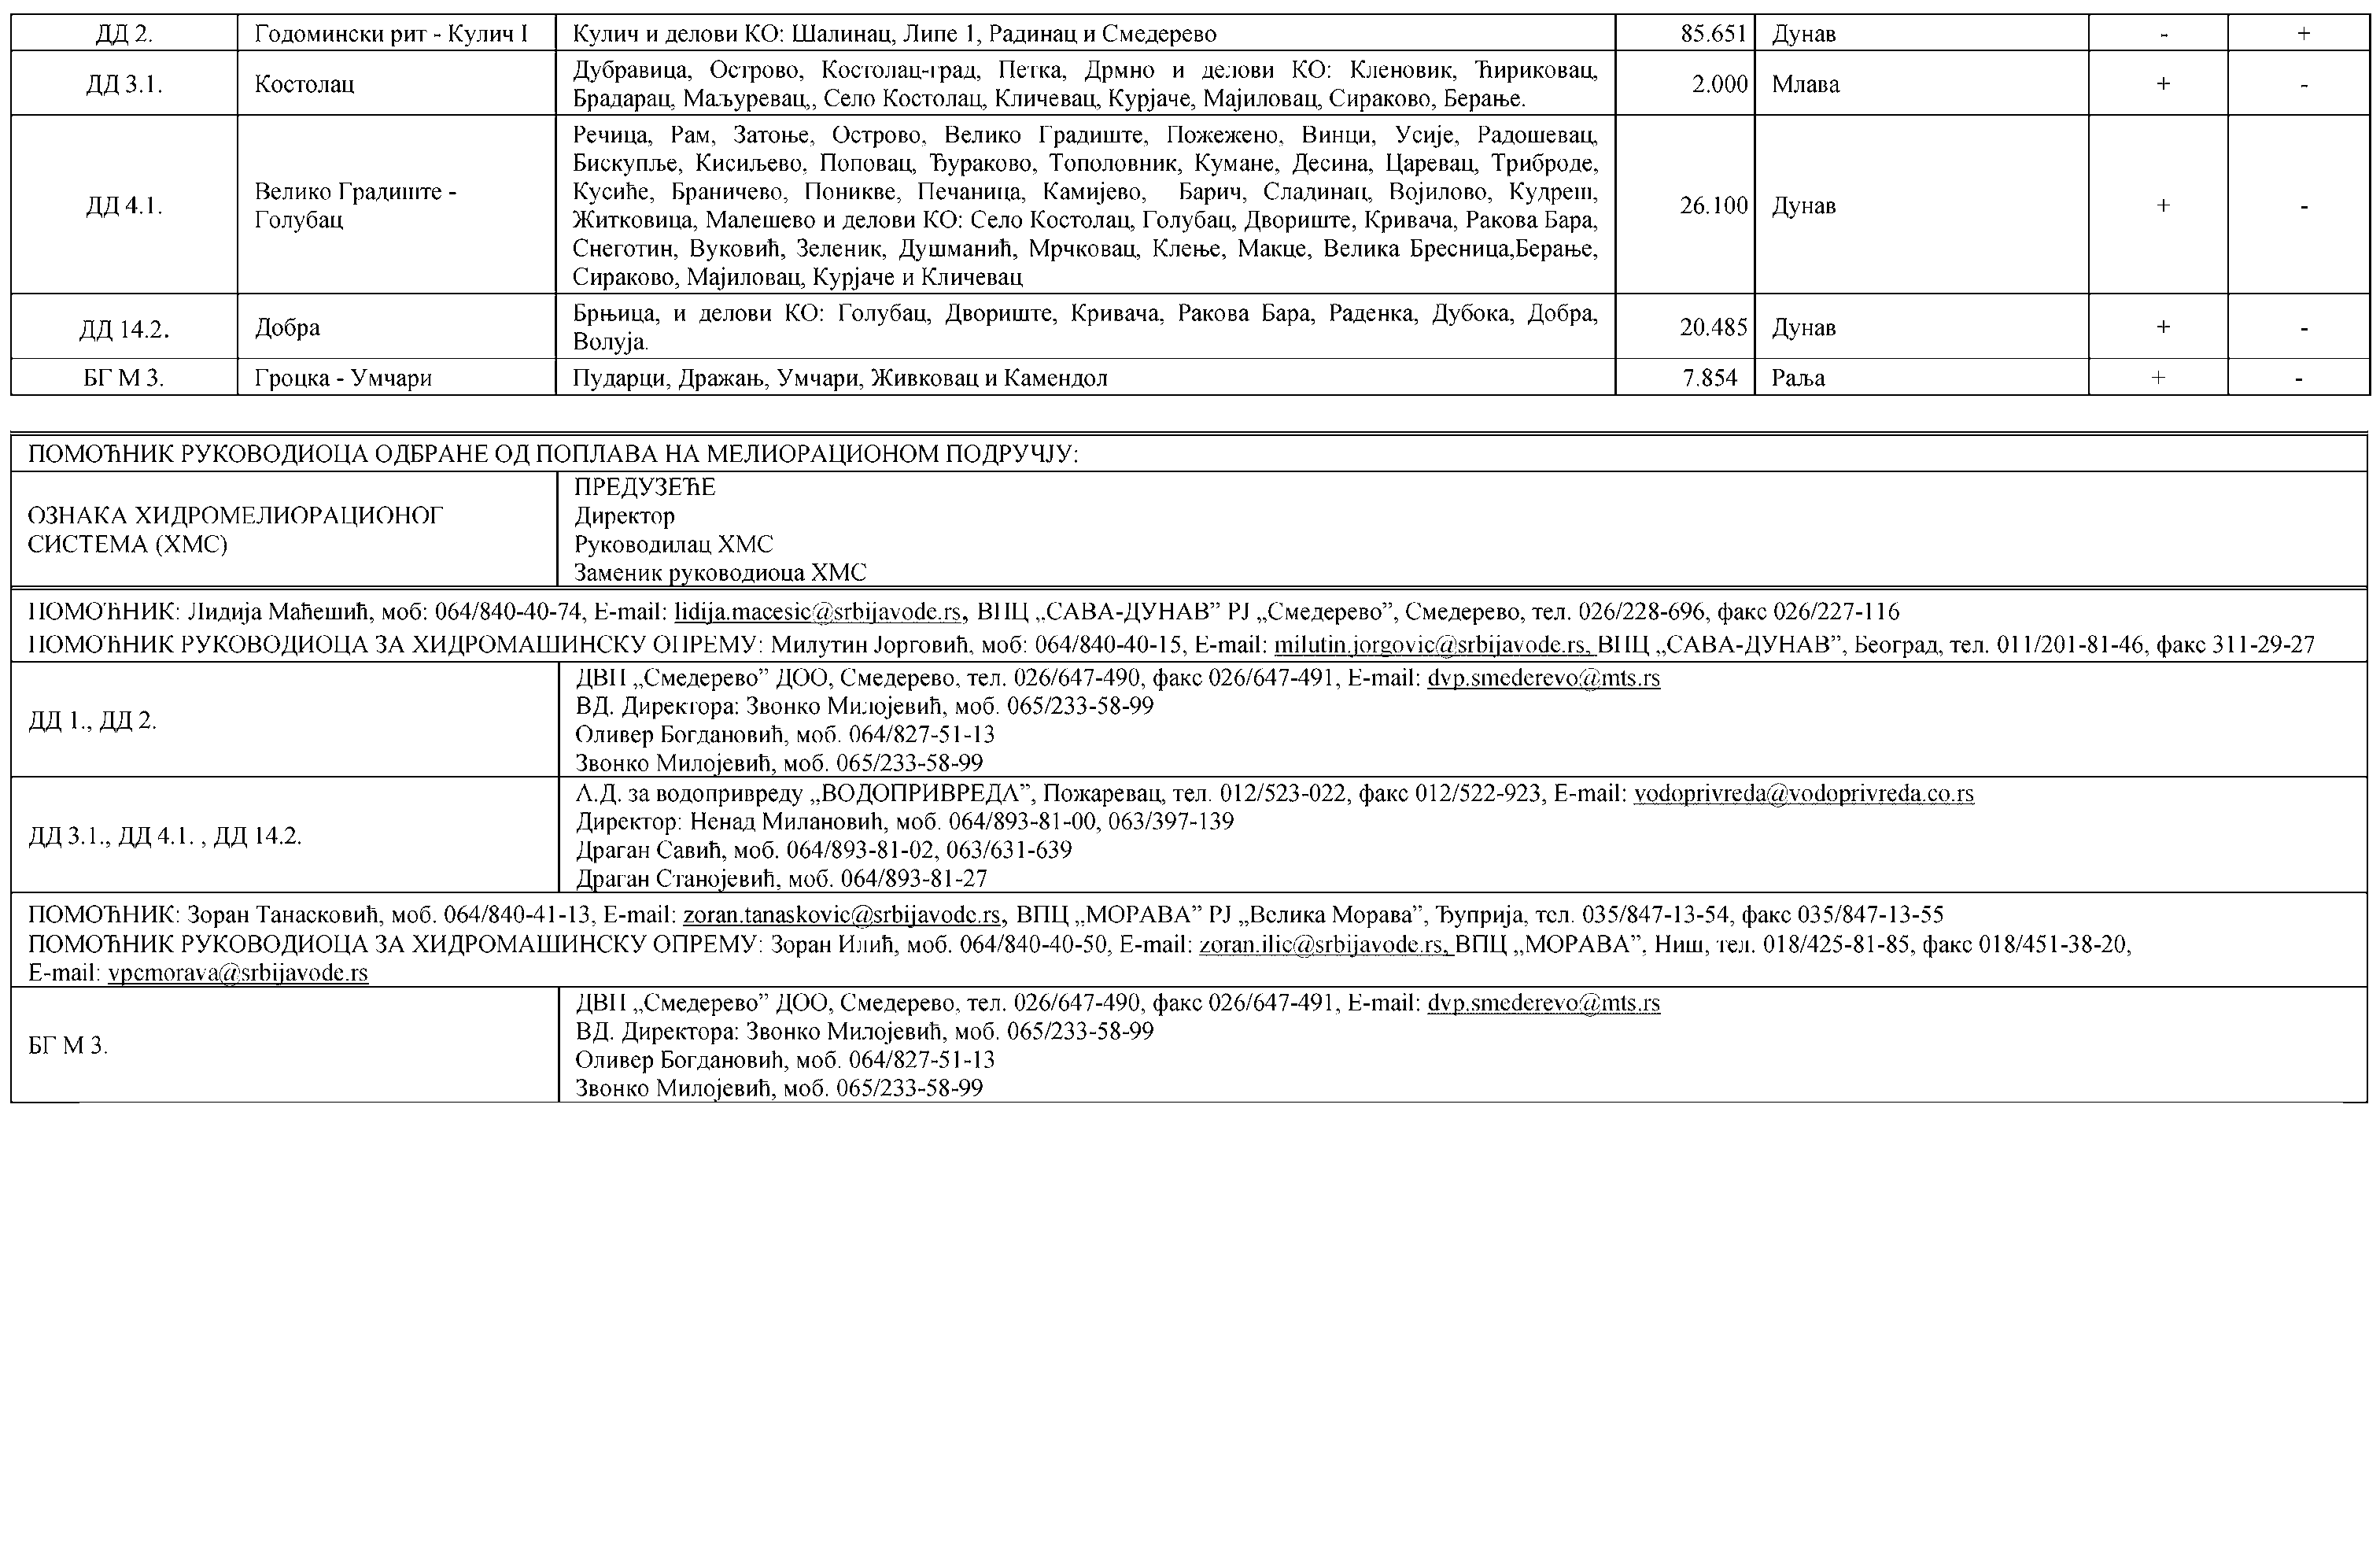 ДД 2. Годомински рит - Кулич I Кулич и делови КО: Шалинац, Липе 1, Радинац и Смедерево 85.651 Дунав - +
ДД 3.1. Костолац Дубравица, Острово, Костолац-град, Петка, Дрмно и делови КО: Кленовик, Ћириковац,
Брадарац, Маљуревац,, Село Костолац, Кличевац, Курјаче, Мајиловац, Сираково, Берање. 2.000 Млава + -
ДД 4.1. Велико Градиште -
Голубац
Речица, Рам, Затоње, Острово, Велико Градиште, Пожежено, Винци, Усије, Радошевац,
Бискупље, Кисиљево, Поповац, Ђураково, Тополовник, Кумане, Десина, Царевац, Триброде,
Кусиће, Браничево, Поникве, Печаница, Камијево, Барич, Сладинац, Војилово, Кудреш,
Житковица, Малешево и делови КО: Село Костолац, Голубац, Двориште, Кривача, Ракова Бара,
Снеготин, Вуковић, Зеленик, Душманић, Мрчковац, Клење, Макце, Велика Бресница,Берање,
Сираково, Мајиловац, Курјаче и Кличевац
26.100 Дунав + -
ДД 14.2. Добра Брњица, и делови КО: Голубац, Двориште, Кривача, Ракова Бара, Раденка, Дубока, Добра,
Волуја. 20.485 Дунав + -
БГ М 3. Гроцка - Умчари Пударци, Дражањ, Умчари, Живковац и Камендол 7.854 Раља + -
ПОМОЋНИК РУКОВОДИОЦА ОДБРАНЕ ОД ПОПЛАВА НА МЕЛИОРАЦИОНОМ ПОДРУЧЈУ:
ОЗНАКА ХИДРОМЕЛИОРАЦИОНОГ
СИСТЕМА (ХМС)
ПРЕДУЗЕЋЕ
Директор
Руководилац ХМС
Заменик руководиоца ХМС
ПОМОЋНИК: Лидија Маћешић, моб: 064/840-40-74, E-mail: lidija.macesic@srbijavode.rs, ВПЦ „САВА-ДУНАВ” РЈ „Смедерево”, Смедерево, тел. 026/228-696, факс 026/227-116
ПОМОЋНИК РУКОВОДИОЦА ЗА ХИДРОМАШИНСКУ ОПРЕМУ: Милутин Јорговић, моб: 064/840-40-15, E-mail: milutin.jorgovic@srbijavode.rs, ВПЦ „САВА-ДУНАВ”, Београд, тел. 011/201-81-46, факс 311-29-27
ДД 1., ДД 2.
ДВП „Смедерево” ДОО, Смедерево, тел. 026/647-490, факс 026/647-491, E-mail: dvp.smederevo@mts.rs
ВД. Директора: Звонко Милојевић, моб. 065/233-58-99
Оливер Богдановић, моб. 064/827-51-13
Звонко Милојевић, моб. 065/233-58-99
ДД 3.1., ДД 4.1. , ДД 14.2.
А.Д. за водопривреду „ВОДОПРИВРЕДА”, Пожаревац, тел. 012/523-022, факс 012/522-923, E-mail: vodoprivreda@vodoprivreda.co.rs
Директор: Ненад Милановић, моб. 064/893-81-00, 063/397-139
Драган Савић, моб. 064/893-81-02, 063/631-639
Драган Станојевић, моб. 064/893-81-27
ПОМОЋНИК: Зоран Танасковић, моб. 064/840-41-13, E-mail: zoran.tanaskovic@srbijavode.rs, ВПЦ „МОРАВА” РЈ „Велика Морава”, Ћуприја, тел. 035/847-13-54, факс 035/847-13-55
ПОМОЋНИК РУКОВОДИОЦА ЗА ХИДРОМАШИНСКУ ОПРЕМУ: Зоран Илић, моб. 064/840-40-50, E-mail: zoran.ilic@srbijavode.rs, ВПЦ „МОРАВА”, Ниш, тел. 018/425-81-85, факс 018/451-38-20,
E-mail: vpcmorava@srbijavode.rs
БГ М 3.
ДВП „Смедерево” ДОО, Смедерево, тел. 026/647-490, факс 026/647-491, E-mail: dvp.smederevo@mts.rs
ВД. Директора: Звонко Милојевић, моб. 065/233-58-99
Оливер Богдановић, моб. 064/827-51-13
Звонко Милојевић, моб. 065/233-58-99